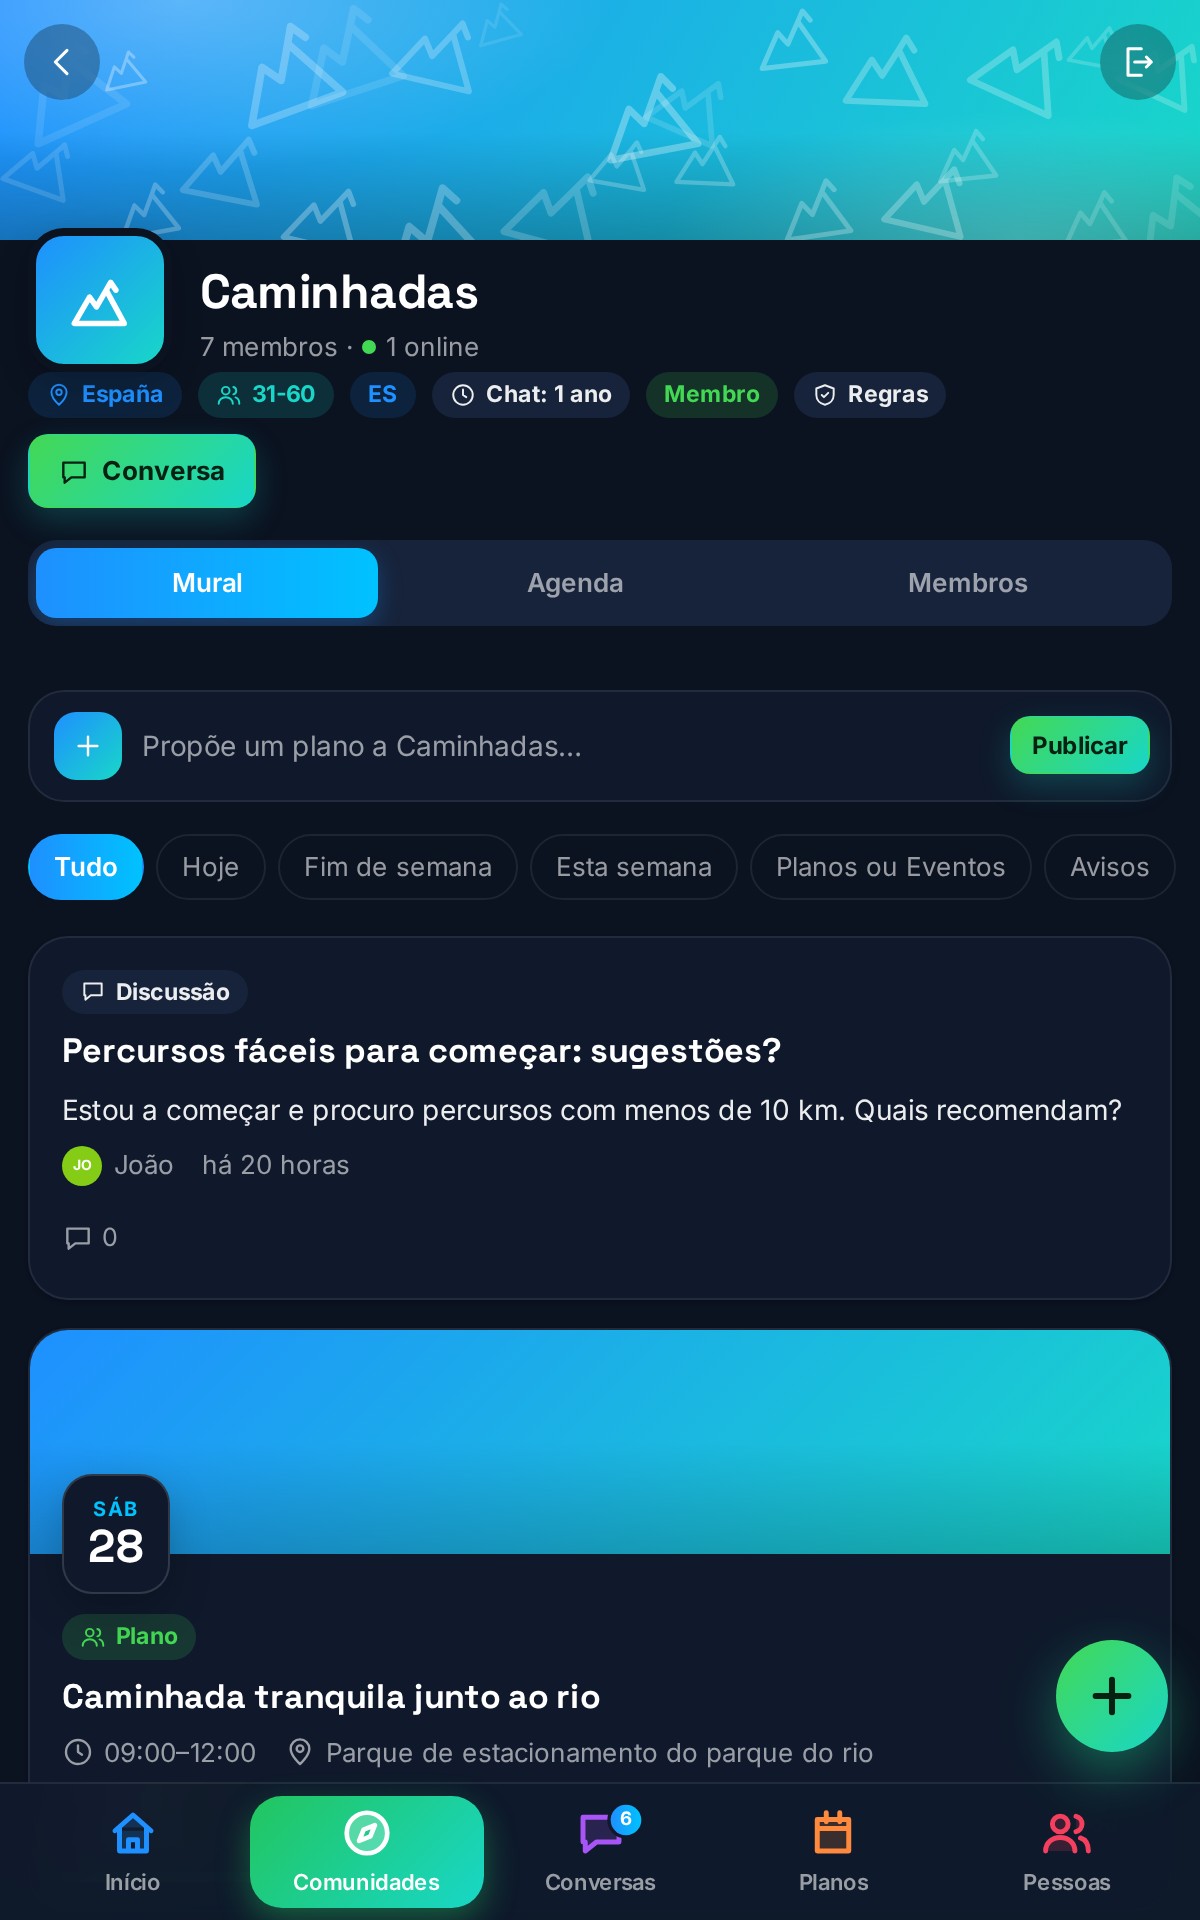 Caminhadas
7 membros · 1 online
España 31-60 ES Chat: 1 ano Membro Regras
Conversa
Mural Agenda Membros
Propõe um plano a Caminhadas... Publicar
Tudo Hoje Fim de semana Esta semana Planos ou Eventos Avisos
Discussão
Percursos fáceis para começar: sugestões?
Estou a começar e procuro percursos com menos de 10 km. Quais recomendam?
JO João há 20 horas
0
SÁB
28
Plano
Caminhada tranquila junto ao rio
09:00–12:00 Parque de estacionamento do parque do rio
6
Início Comunidades Conversas Planos Pessoas